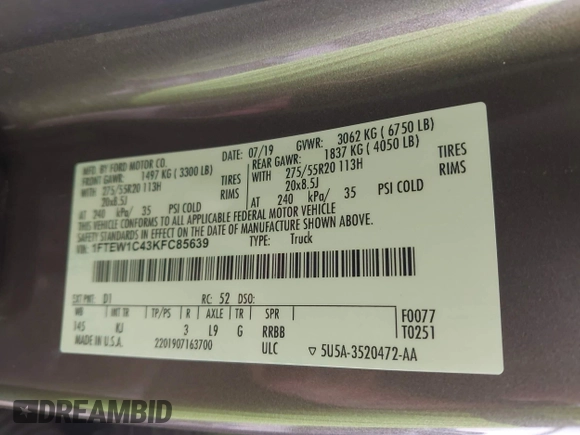 MFD. BY FORD MOTOR CO.
DATE: 07/19 GVWR: 3062 KG ( 6750 LB)
FRONT GAWR: 1497 KG ( 3300 LB)
REAR GAWR: 1837 KG ( 4050 LB)
WITH 275/55R20 113H TIRES
WITH 275/55R20 113H TIRES
20x8.5J RIMS
20x8.5J RIMS
AT 240 kPa/ 35 PSI COLD
AT 240 kPa/ 35 PSI COLD
THIS VEHICLE CONFORMS TO ALL APPLICABLE FEDERAL MOTOR VEHICLE
SAFETY STANDARDS IN EFFECT ON THE DATE OF MANUFACTURE SHOWN ABOVE.
VIN: 1FTEW1C43KFC85639 TYPE: Truck
EXT PNT: D1 RC: 52 DSO:
WB INT TR TP/PS R AXLE TR SPR
145 KJ 3 L9 G RRBB
F0077
T0251
MADE IN U.S.A. 2201907163700 ULC ▽ 5U5A-3520472-AA
DREAMBID